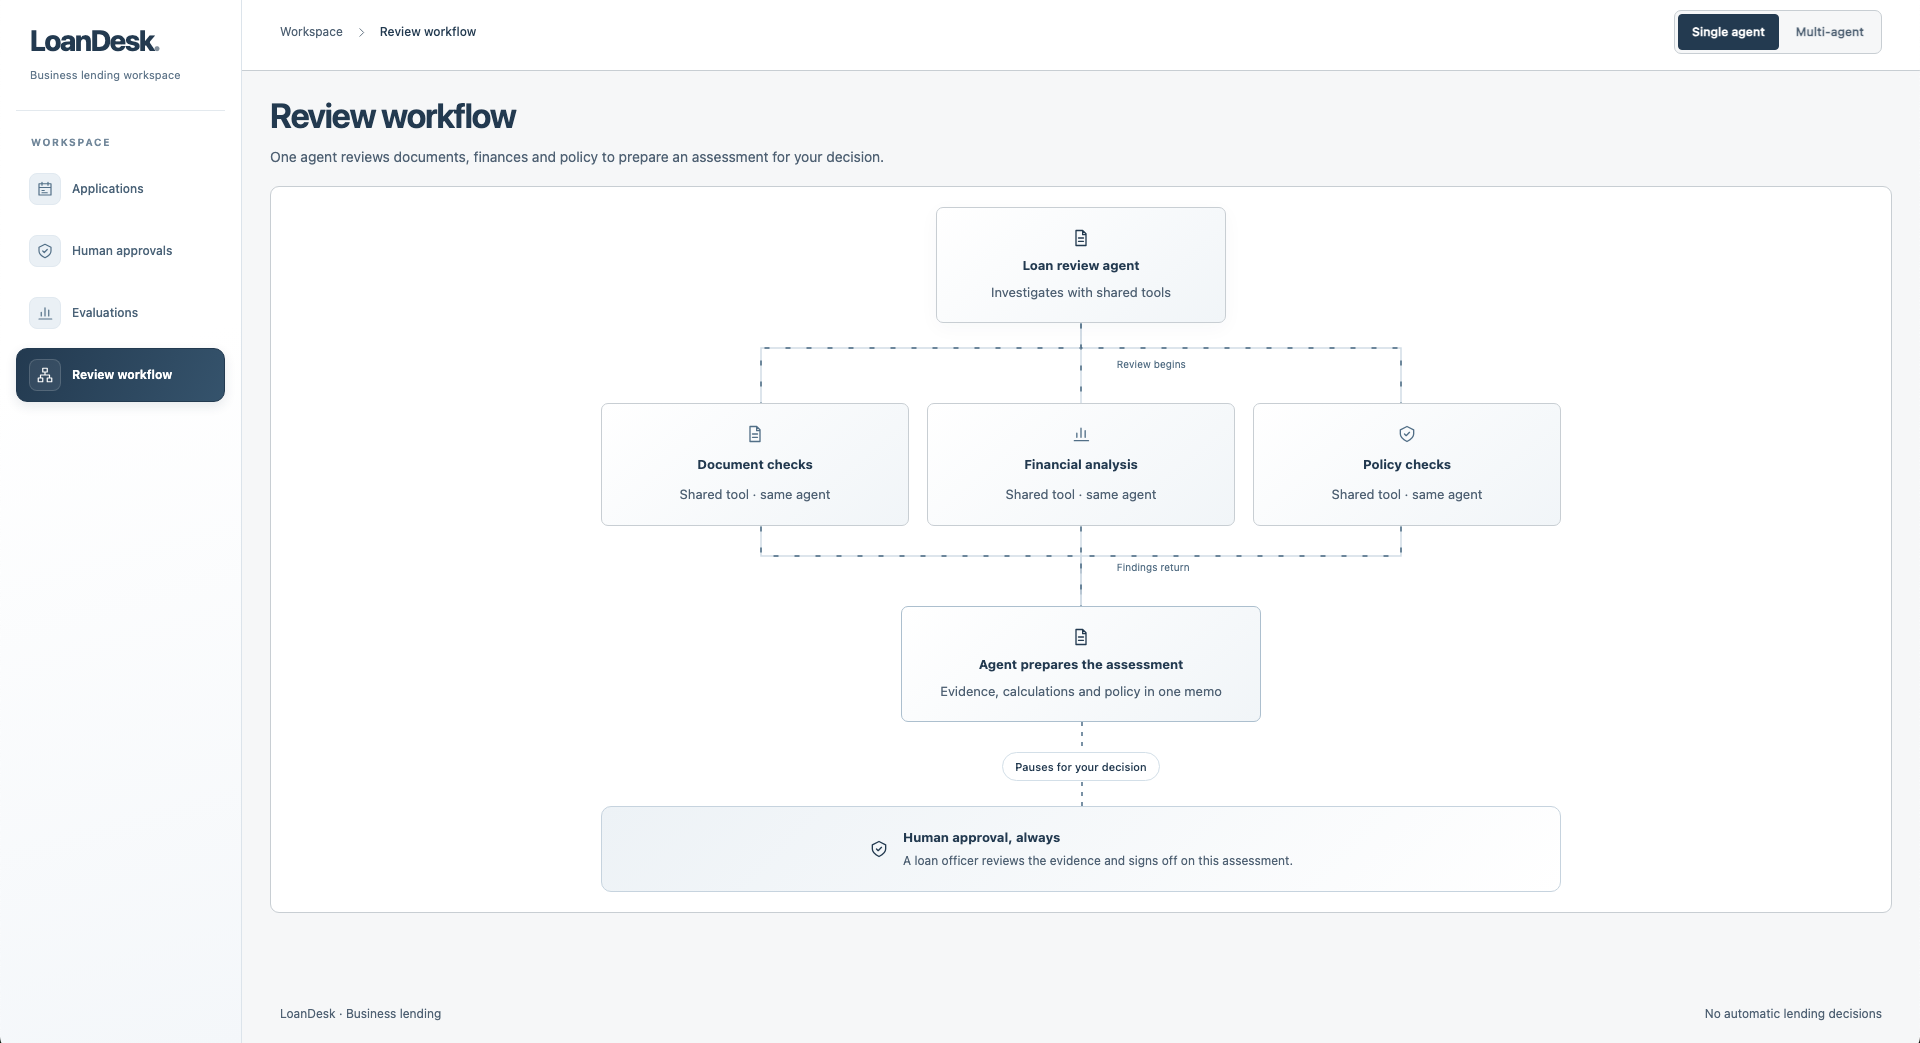 LoanDesk.
Business lending workspace
WORKSPACE
Applications
Human approvals
Evaluations
Review workflow
Workspace
Review workflow
Single agent
Multi-agent
Review workflow
One agent reviews documents, finances and policy to prepare an assessment for your decision.
Loan review agent
Investigates with shared tools
Review begins
Document checks
Shared tool · same agent
Financial analysis
Shared tool · same agent
Policy checks
Shared tool · same agent
Findings return
Agent prepares the assessment
Evidence, calculations and policy in one memo
Pauses for your decision
Human approval, always
A loan officer reviews the evidence and signs off on this assessment.
LoanDesk · Business lending
No automatic lending decisions